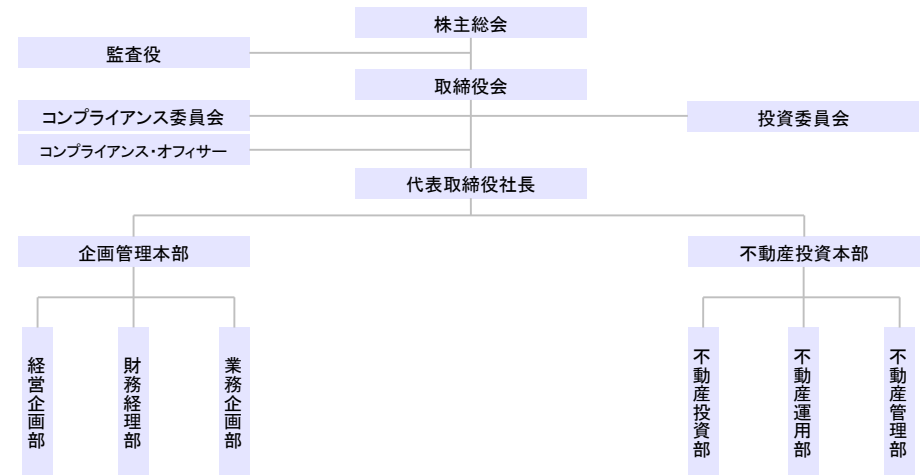 株主総会
監査役
取締役会
コンプライアンス委員会
投資委員会
コンプライアンス・オフィサー
代表取締役社長
企画管理本部
不動産投資本部
経営企画部
財務経理部
業務企画部
不動産投資部
不動産運用部
不動産管理部